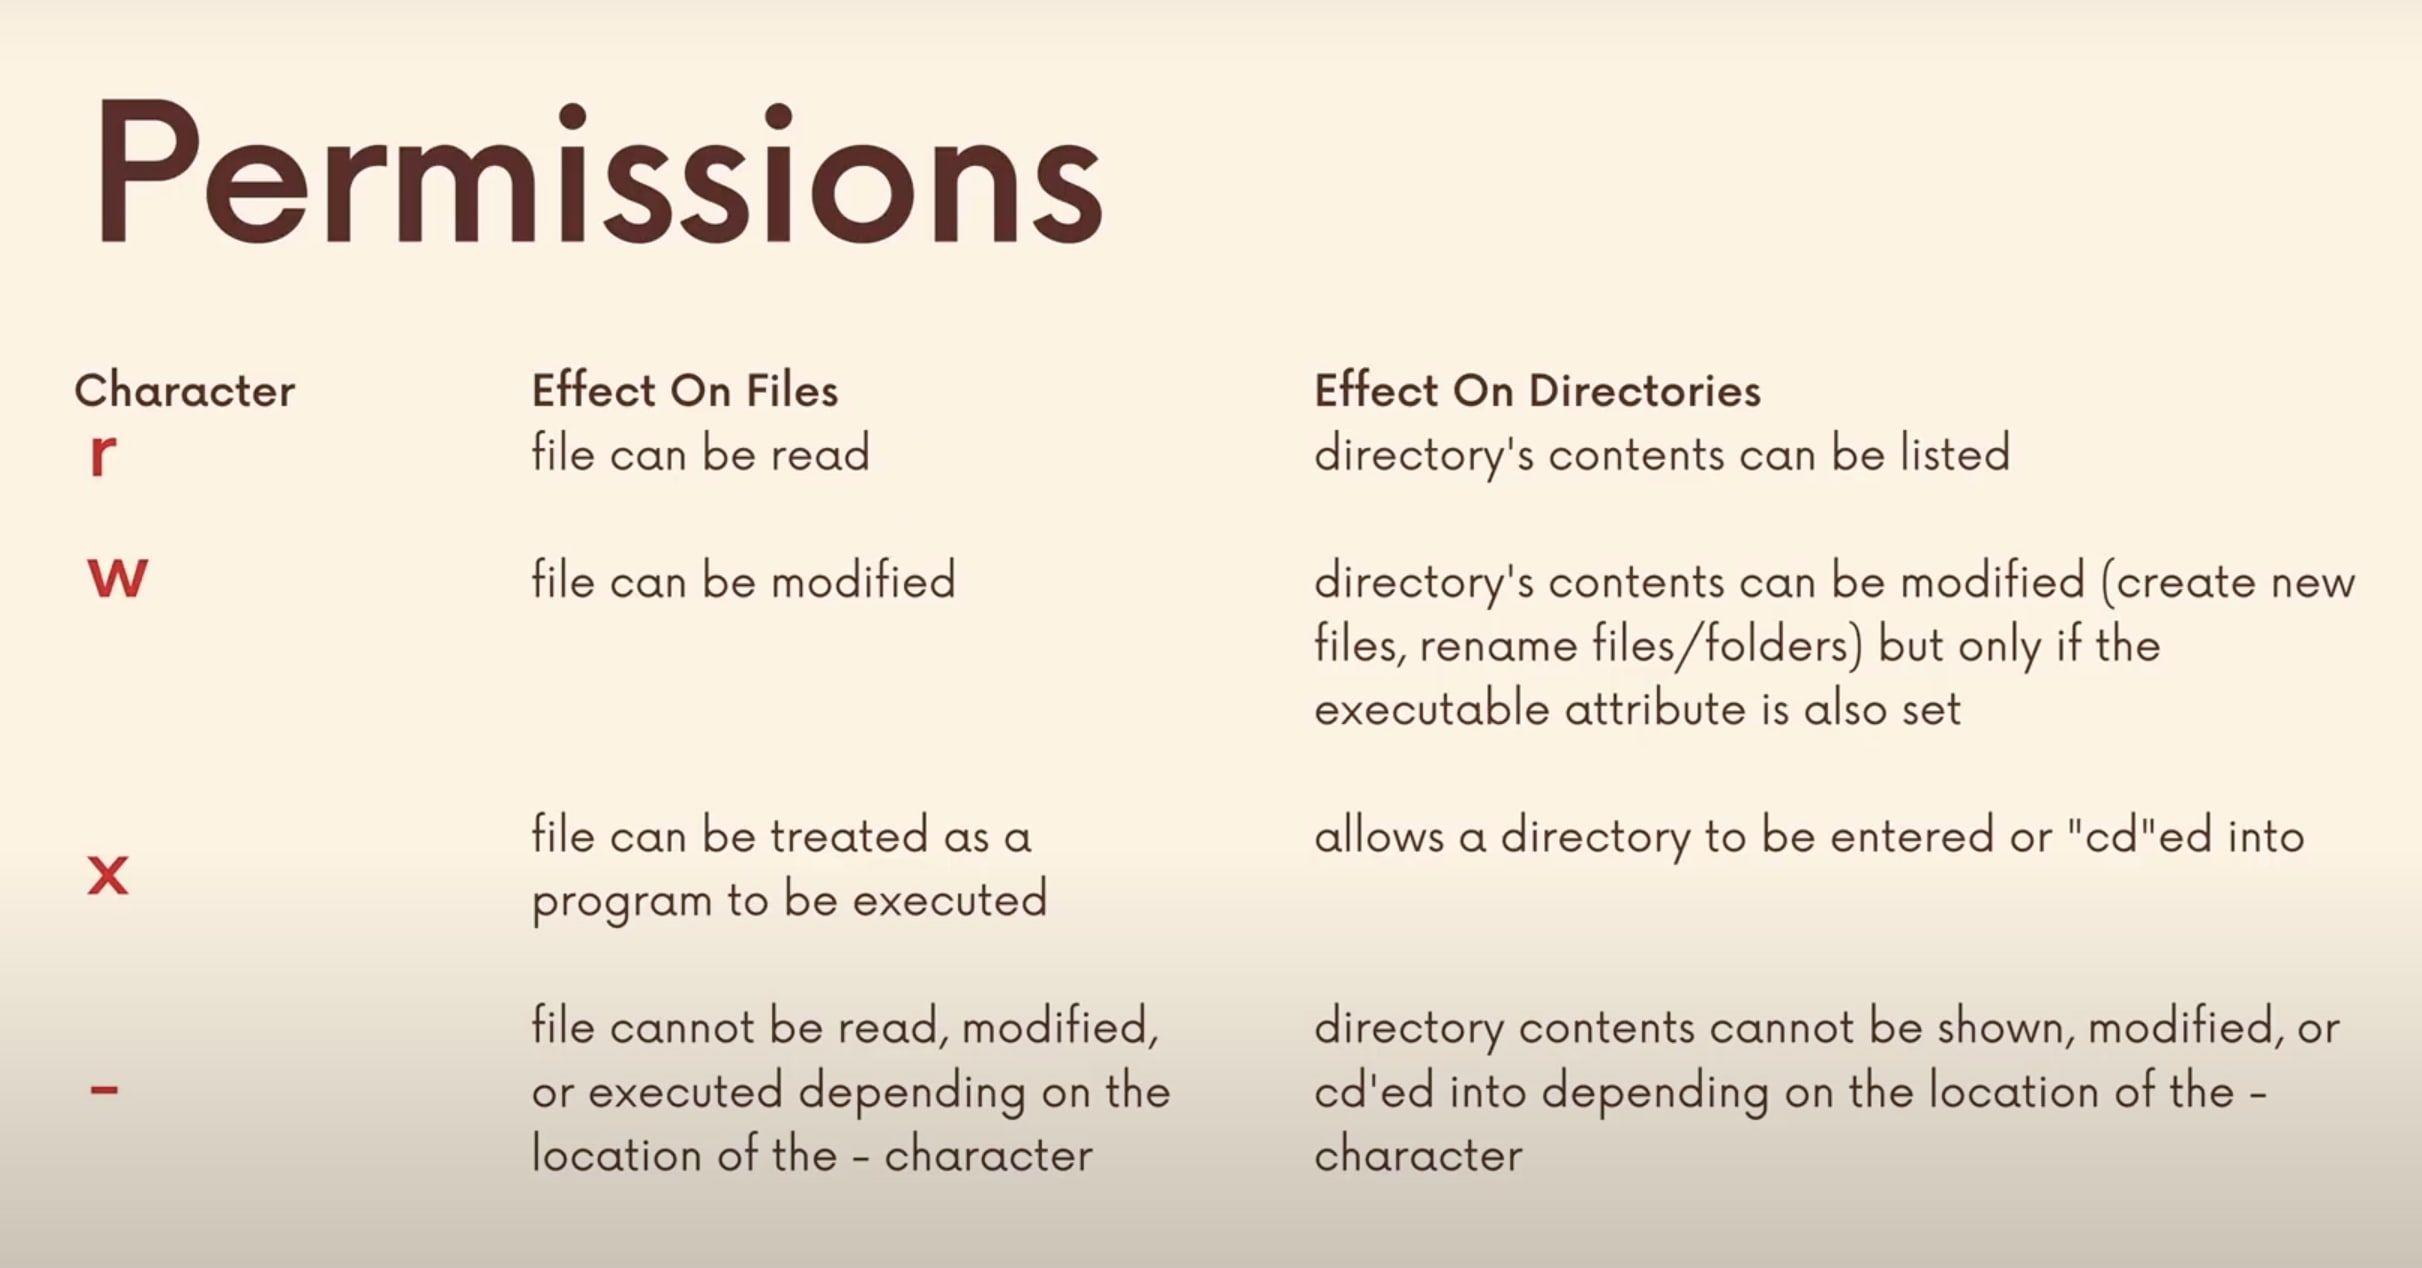 Permissions
Character Effect On Files Effect On Directories
r file can be read directory's contents can be listed
w file can be modified directory's contents can be modified (create new
files, rename files/folders) but only if the
executable attribute is also set
x file can be treated as a allows a directory to be entered or "cd"ed into
program to be executed
file cannot be read, modified, directory contents cannot be shown, modified, or
- or executed depending on the cd'ed into depending on the location of the -
location of the - character character